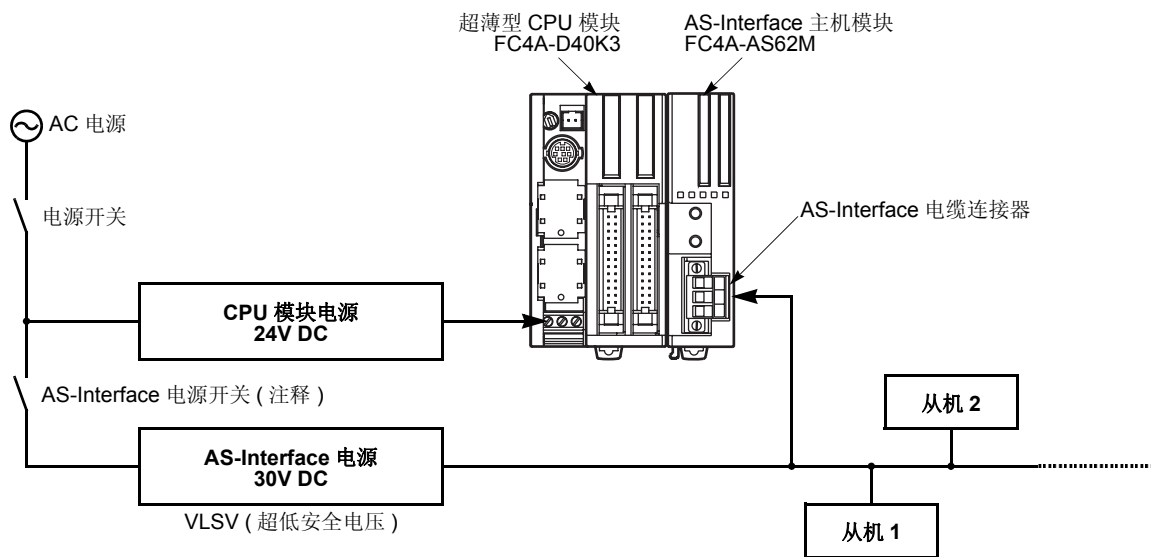 超薄型 CPU 模块
FC4A-D40K3
AS-Interface 主机模块
FC4A-AS62M
AC 电源
电源开关
AS-Interface 电缆连接器
CPU 模块电源
24V DC
AS-Interface 电源开关 ( 注释 )
从机 2
AS-Interface 电源
30V DC
VLSV ( 超低安全电压 )
从机 1